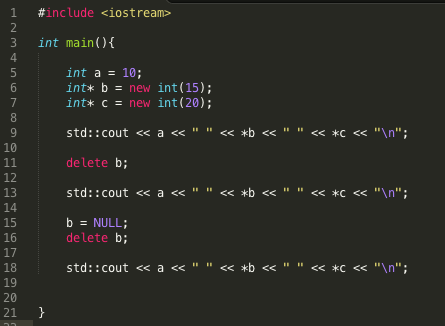 1 #include <iostream>
2
3 int main(){
4
5 int a = 10;
6 int* b = new int(15);
7 int* c = new int(20);
8
9 std::cout << a << " " << *b << " " << *c << "\n";
10
11 delete b;
12
13 std::cout << a << " " << *b << " " << *c << "\n";
14
15 b = NULL;
16 delete b;
17
18 std::cout << a << " " << *b << " " << *c << "\n";
19
20
21 }